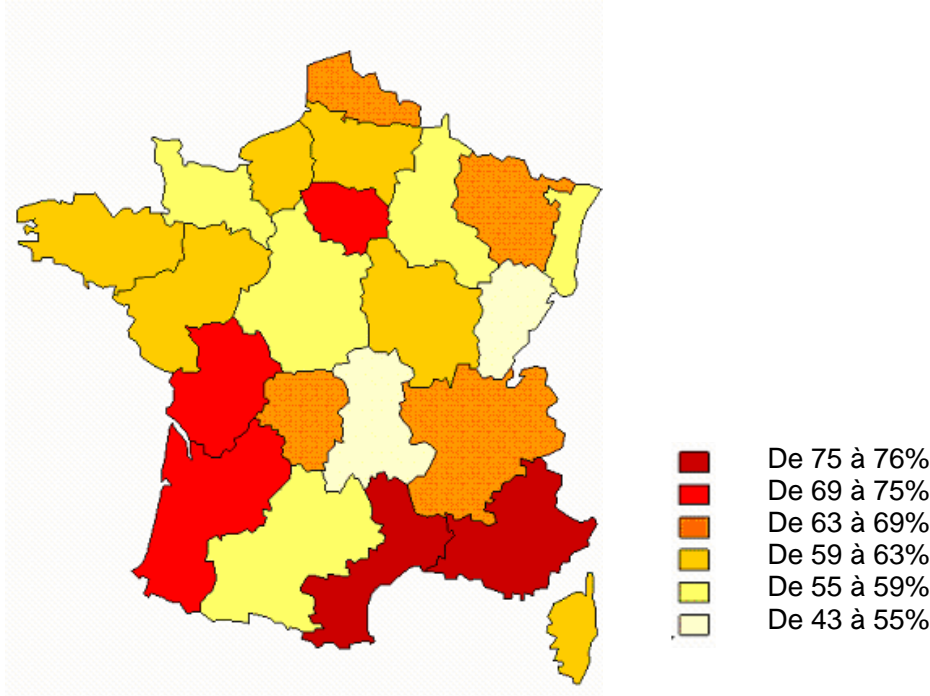 De 75 à 76%
De 69 à 75%
De 63 à 69%
De 59 à 63%
De 55 à 59%
De 43 à 55%